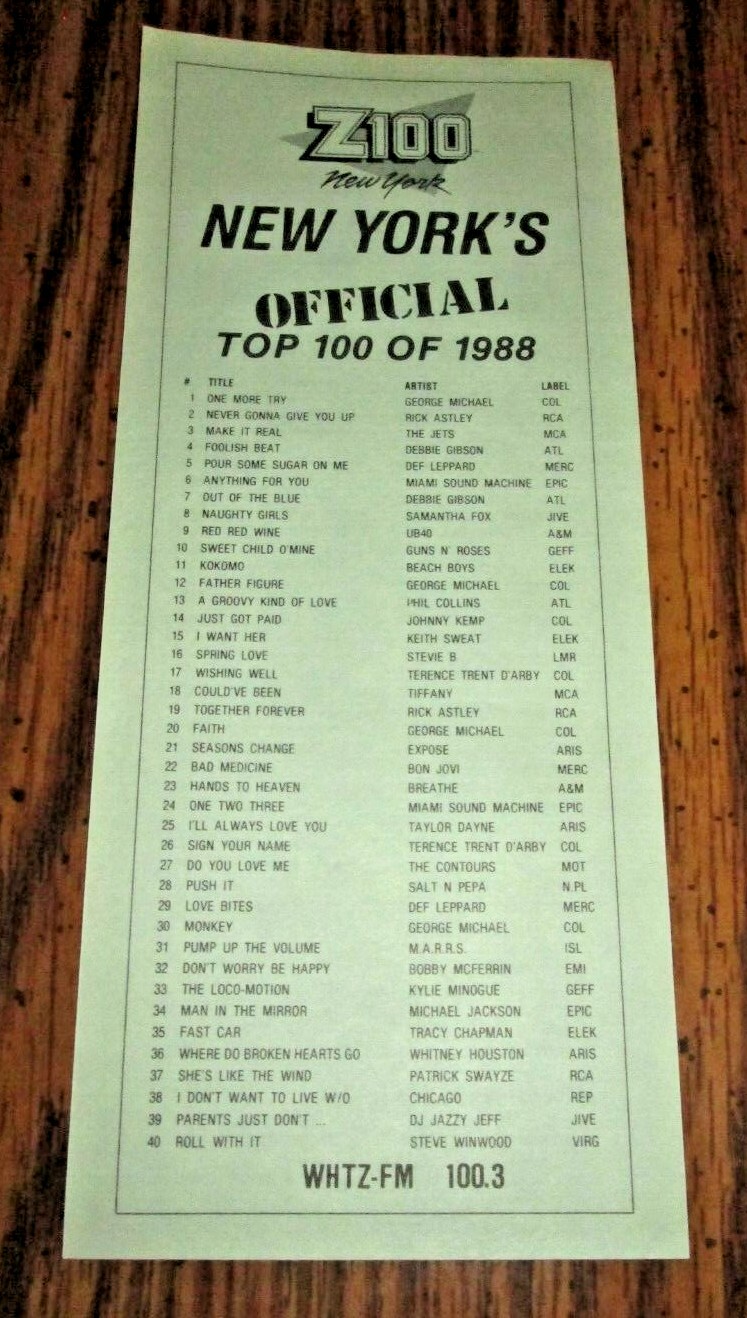 Z100
New York
NEW YORK'S
OFFICIAL
TOP 100 OF 1988
# TITLE ARTIST LABEL
1 ONE MORE TRY GEORGE MICHAEL COL
2 NEVER GONNA GIVE YOU UP RICK ASTLEY RCA
3 MAKE IT REAL THE JETS MCA
4 FOOLISH BEAT DEBBIE GIBSON ATL
5 POUR SOME SUGAR ON ME DEF LEPPARD MERC
6 ANYTHING FOR YOU MIAMI SOUND MACHINE EPIC
7 OUT OF THE BLUE DEBBIE GIBSON ATL
8 NAUGHTY GIRLS SAMANTHA FOX JIVE
9 RED RED WINE UB40 A&M
10 SWEET CHILD O'MINE GUNS N' ROSES GEFF
11 KOKOMO BEACH BOYS ELEK
12 FATHER FIGURE GEORGE MICHAEL COL
13 A GROOVY KIND OF LOVE PHIL COLLINS ATL
14 JUST GOT PAID JOHNNY KEMP COL
15 I WANT HER KEITH SWEAT ELEK
16 SPRING LOVE STEVIE B LMR
17 WISHING WELL TERENCE TRENT D'ARBY COL
18 COULD'VE BEEN TIFFANY MCA
19 TOGETHER FOREVER RICK ASTLEY RCA
20 FAITH GEORGE MICHAEL COL
21 SEASONS CHANGE EXPOSE ARIS
22 BAD MEDICINE BON JOVI MERC
23 HANDS TO HEAVEN BREATHE A&M
24 ONE TWO THREE MIAMI SOUND MACHINE EPIC
25 I'LL ALWAYS LOVE YOU TAYLOR DAYNE ARIS
26 SIGN YOUR NAME TERENCE TRENT D'ARBY COL
27 DO YOU LOVE ME THE CONTOURS MOT
28 PUSH IT SALT N PEPA N.PL
29 LOVE BITES DEF LEPPARD MERC
30 MONKEY GEORGE MICHAEL COL
31 PUMP UP THE VOLUME M.A.R.R.S. ISL
32 DON'T WORRY BE HAPPY BOBBY MCFERRIN EMI
33 THE LOCO-MOTION KYLIE MINOGUE GEFF
34 MAN IN THE MIRROR MICHAEL JACKSON EPIC
35 FAST CAR TRACY CHAPMAN ELEK
36 WHERE DO BROKEN HEARTS GO WHITNEY HOUSTON ARIS
37 SHE'S LIKE THE WIND PATRICK SWAYZE RCA
38 I DON'T WANT TO LIVE W/O CHICAGO REP
39 PARENTS JUST DON'T ... DJ JAZZY JEFF JIVE
40 ROLL WITH IT STEVE WINWOOD VIRG
WHTZ-FM 100.3